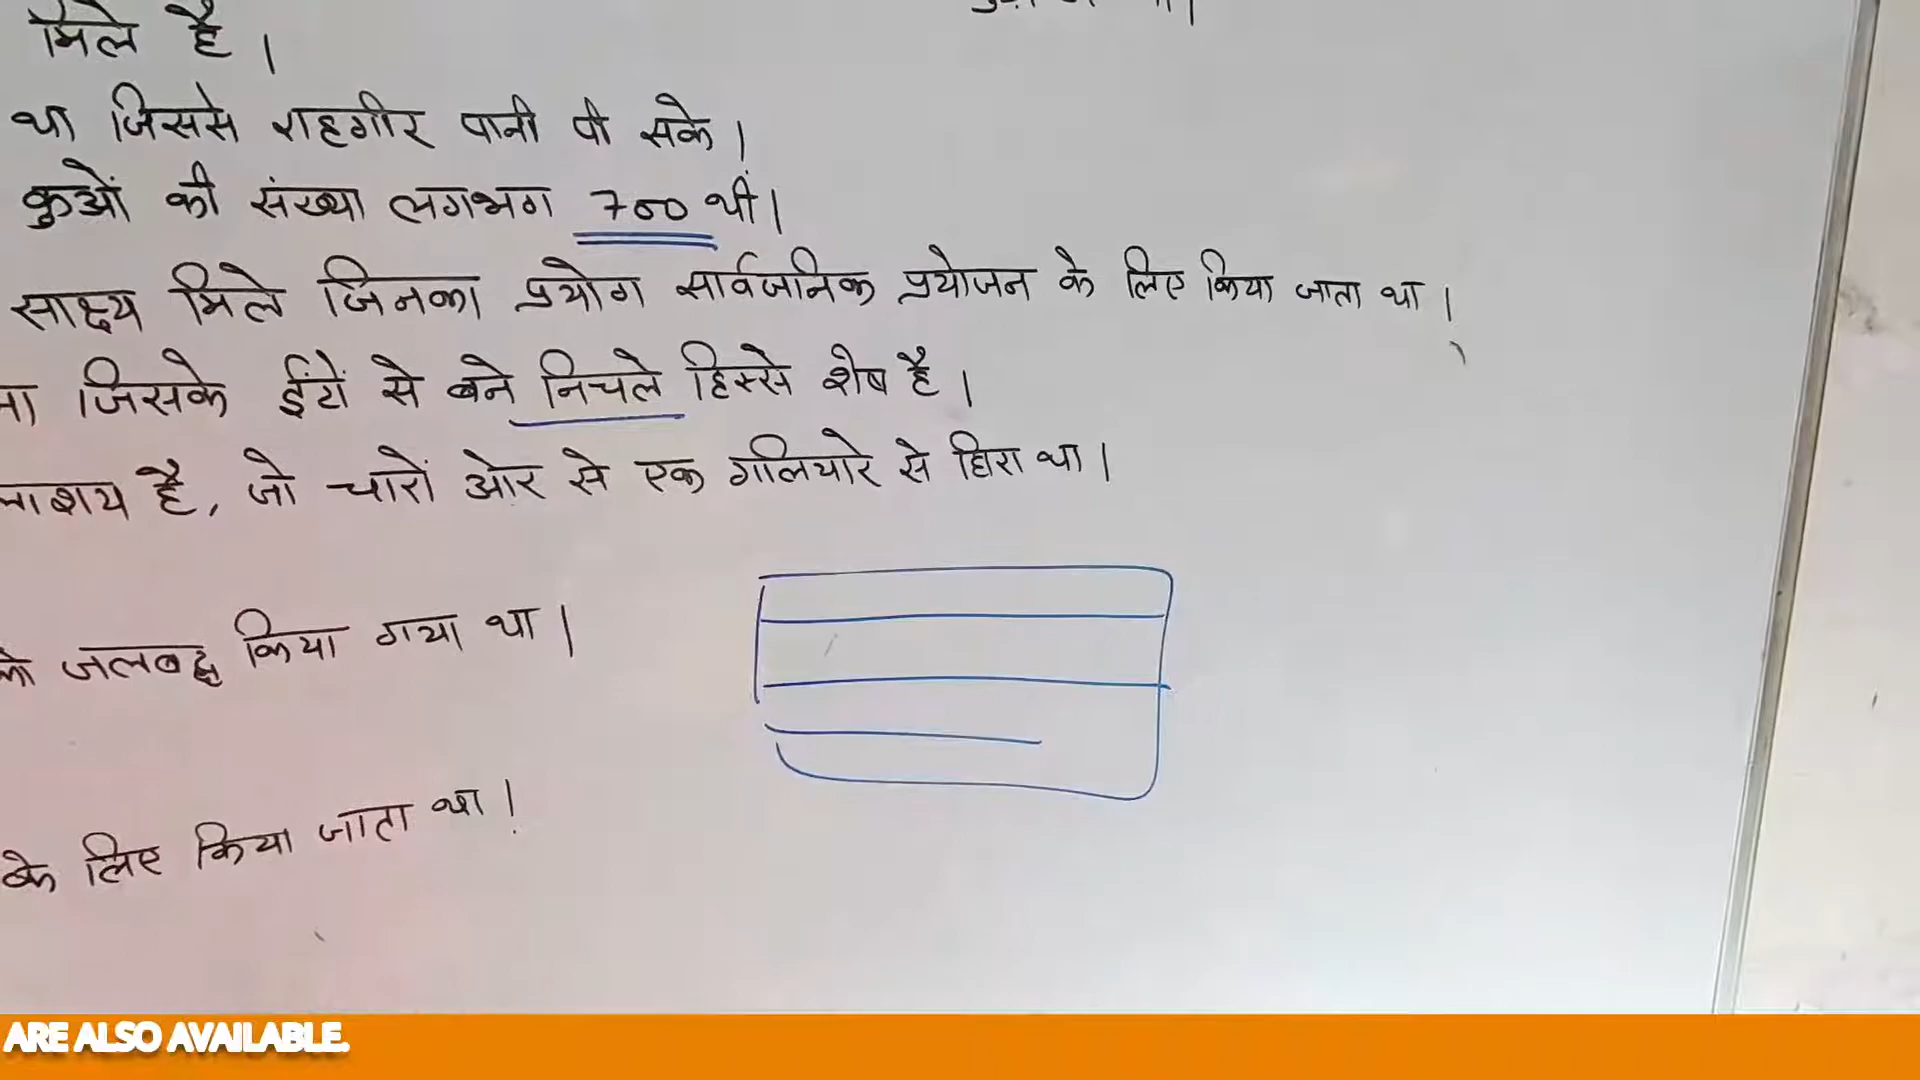 मिले है।
था जिससे राहगीर पानी पी सके।
कुओं की संख्या लगभग 700 थी।
साक्ष्य मिले जिनका प्रयोग सार्वजनिक प्रयोजन के लिए किया जाता था।
जिसके ईंटों से बने निचले हिस्से शेष है।
है, जो चारों ओर से एक गलियारे से घिरा था।
जलबद्ध किया गया था।
के लिए किया जाता था।
ARE ALSO AVAILABLE.